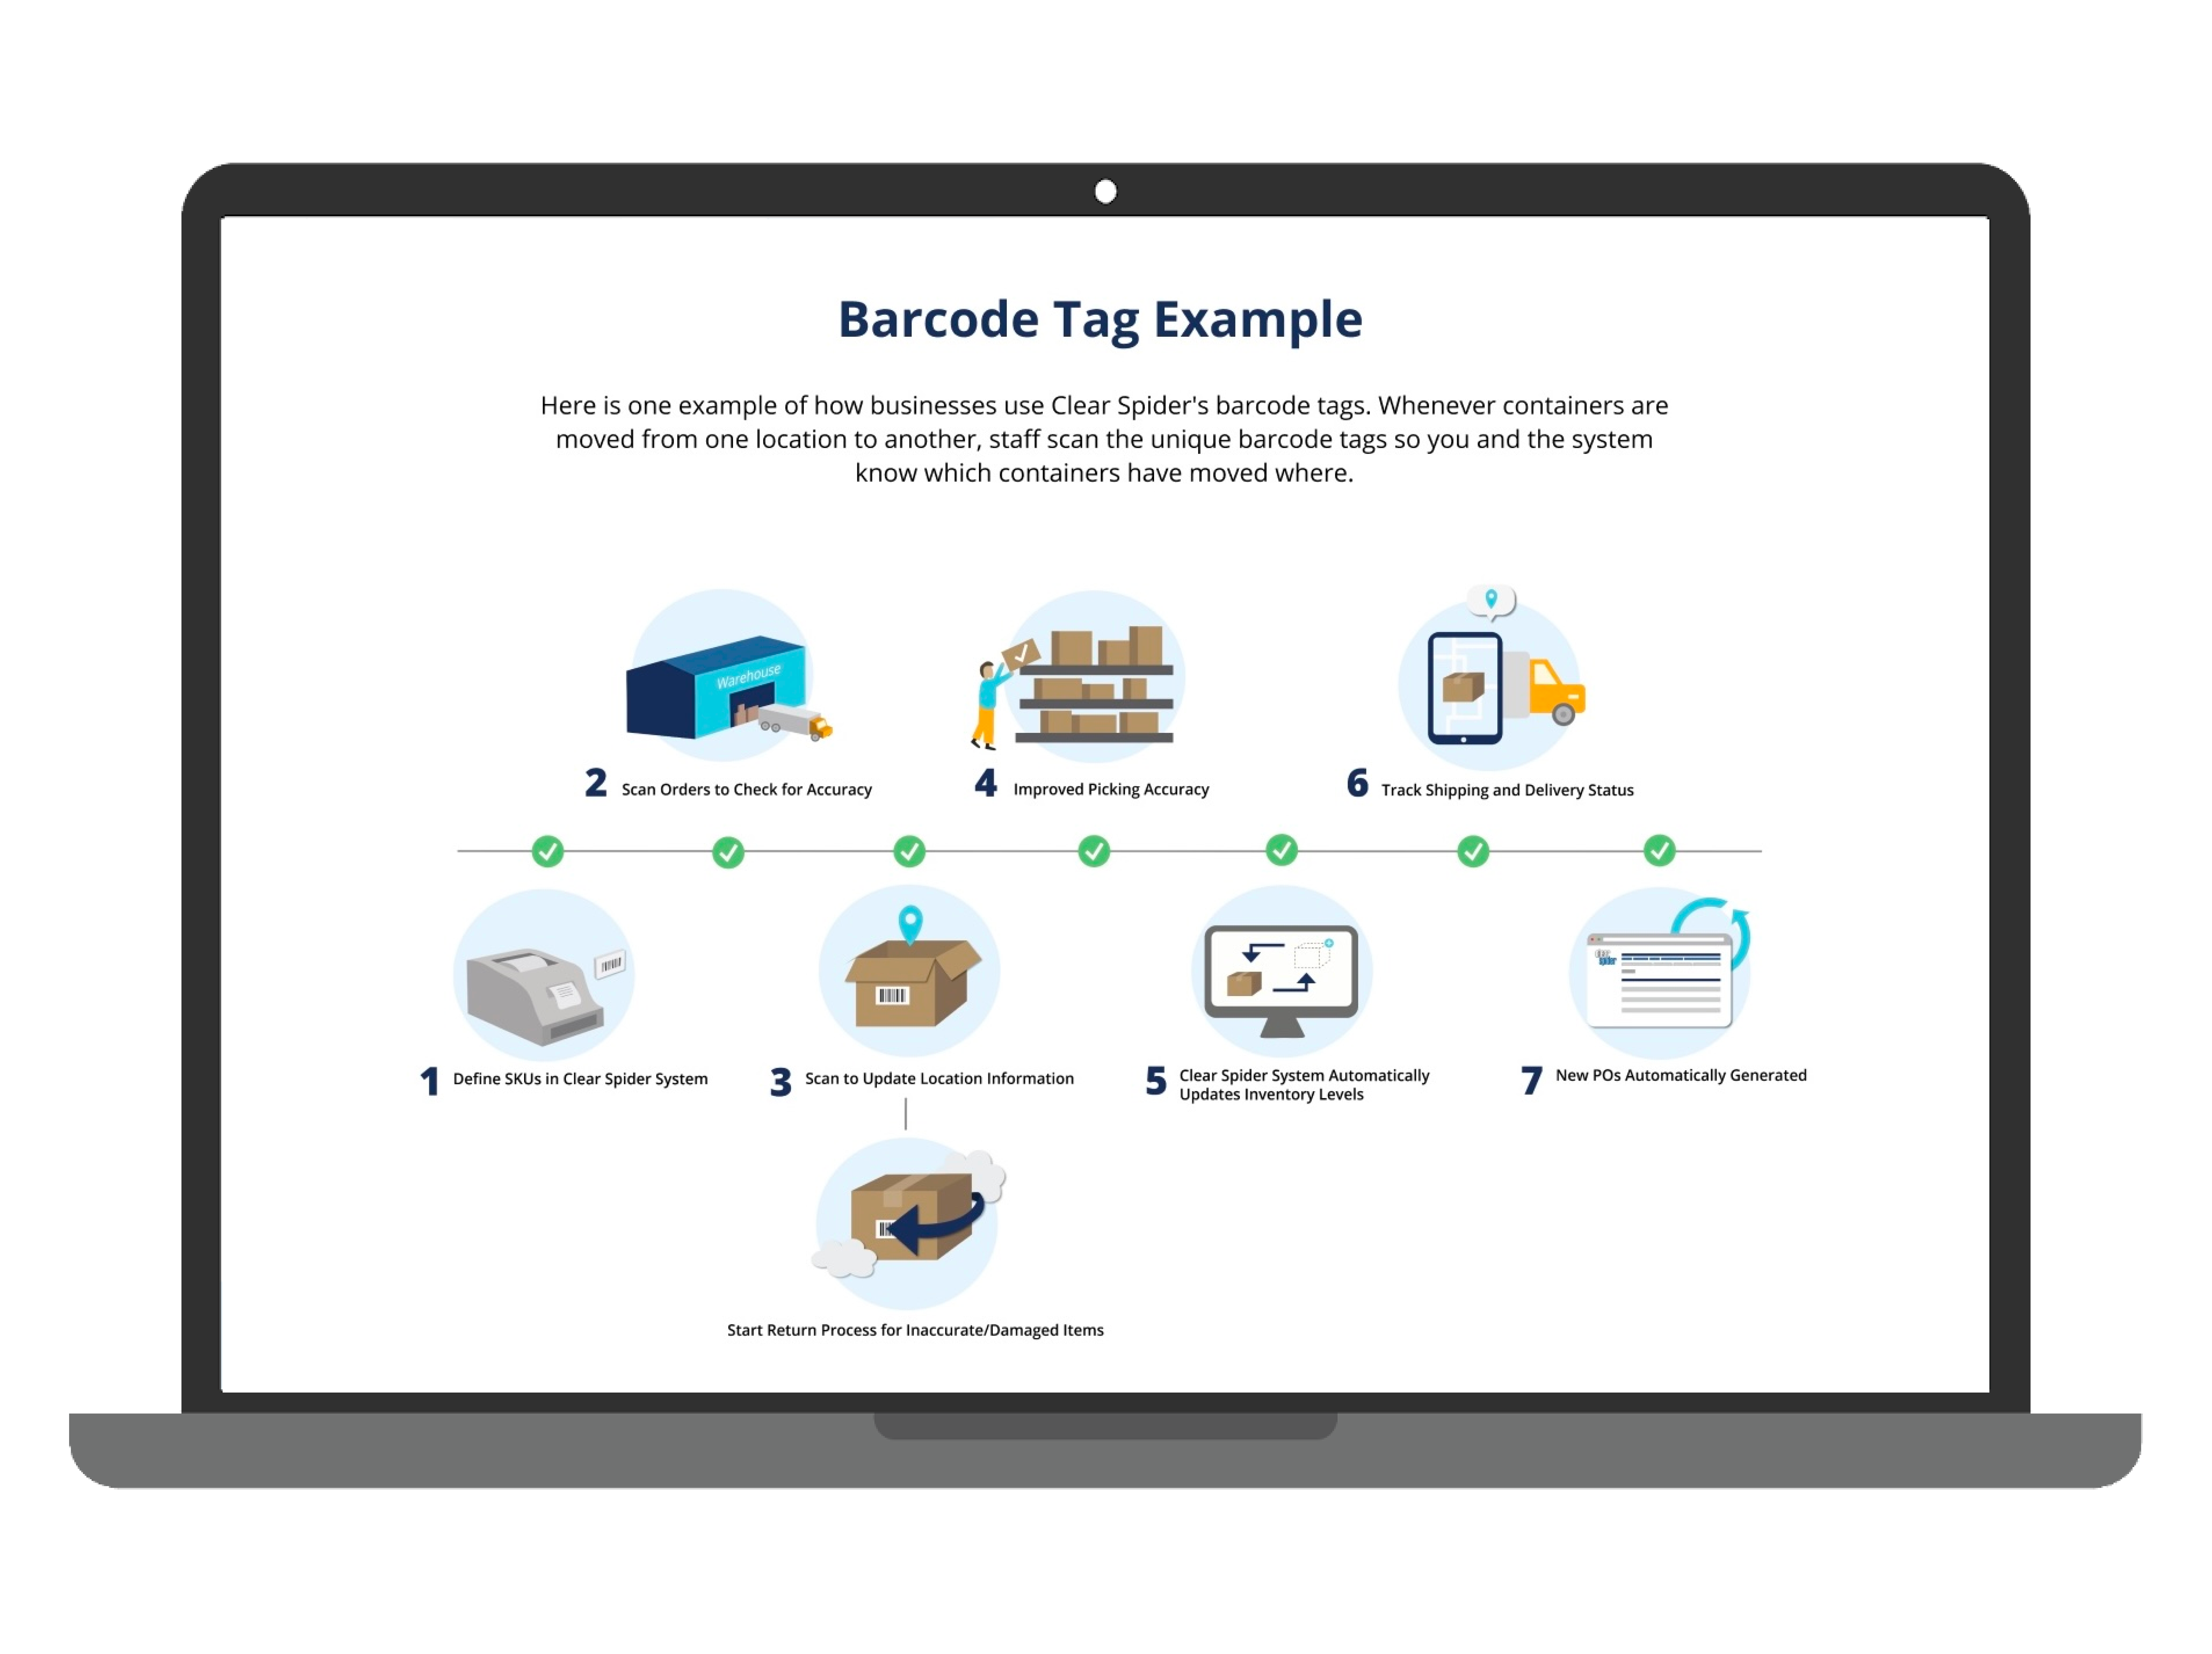 Barcode Tag Example
Here is one example of how businesses use Clear Spider's barcode tags. Whenever containers are
moved from one location to another, staff scan the unique barcode tags so you and the system
know which containers have moved where.
Warehouse
2 Scan Orders to Check for Accuracy
4 Improved Picking Accuracy
6 Track Shipping and Delivery Status
1 Define SKUs in Clear Spider System
3 Scan to Update Location Information
5 Clear Spider System Automatically
Updates Inventory Levels
7 New POs Automatically Generated
clear
spider
Start Return Process for Inaccurate/Damaged Items